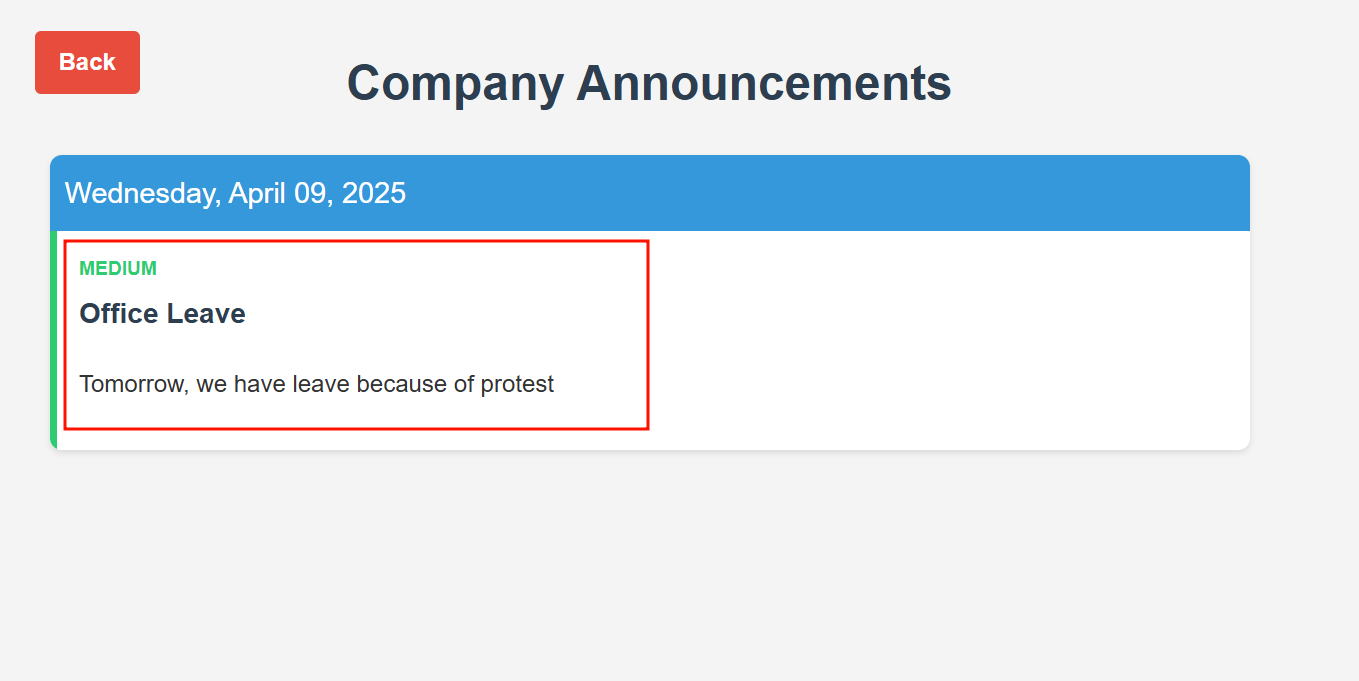 Back
Company Announcements
Wednesday, April 09, 2025
MEDIUM
Office Leave
Tomorrow, we have leave because of protest